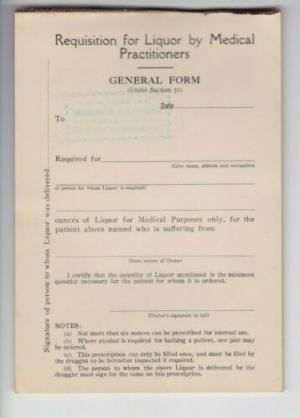 Requisition for Liquor by Medical
Practitioners
GENERAL FORM
(Under Section 51)
Date
To
Required for
(Give name, address and occupation
of person for whom Liquor is required)
ounces of Liquor for Medical Purposes only, for the
patient above named who is suffering from
(State nature of illness)
I certify that the quantity of Liquor mentioned is the minimum
quantity necessary for the patient for whom it is ordered.
(Doctor's signature in full)
NOTES:
(a) Not more than six ounces can be prescribed for internal use.
(b) Where alcohol is required for bathing a patient, one pint may
be ordered.
(c) This prescription can only be filled once, and must be filed by
the druggist to be hereafter inspected if required.
(d) The person to whom the above Liquor is delivered by the
druggist must sign for the same on this prescription.
Signature of person to whom Liquor was delivered